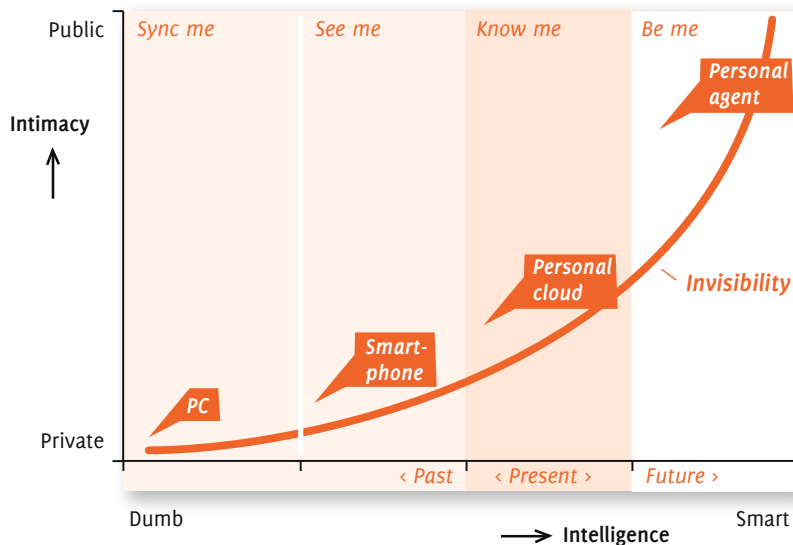 Public
Sync me
See me
Know me
Be me
Personal
agent
Intimacy
Personal
cloud
Invisibility
Smart-
phone
PC
Private
‹ Past
‹ Present ›
Future ›
Dumb
Smart
Intelligence